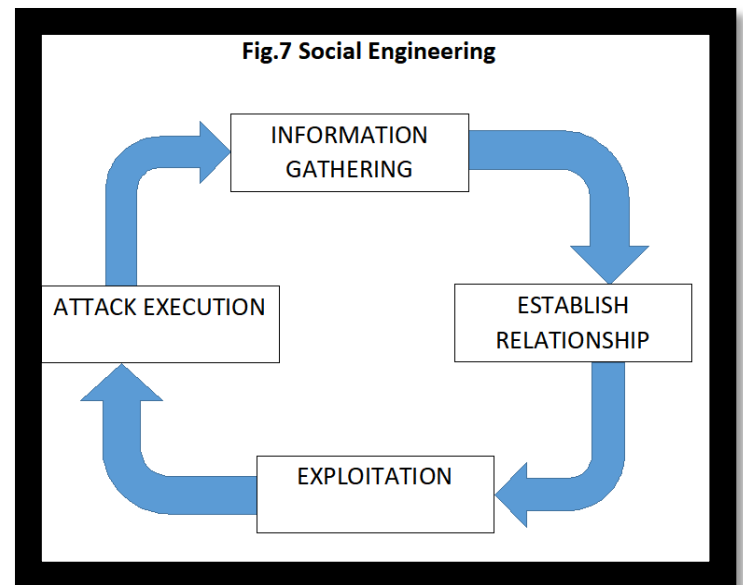 Fig.7 Social Engineering
INFORMATION
GATHERING
ATTACK EXECUTION
ESTABLISH
RELATIONSHIP
EXPLOITATION